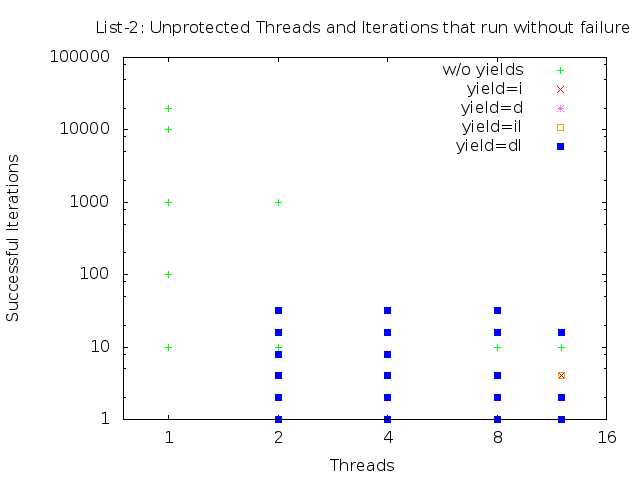 List-2: Unprotected Threads and Iterations that run without failure
100000
10000
1000
100
10
1
Successful Iterations
w/o yields
yield=i
yield=d
yield=il
yield=dl
1 2 4 8 16
Threads